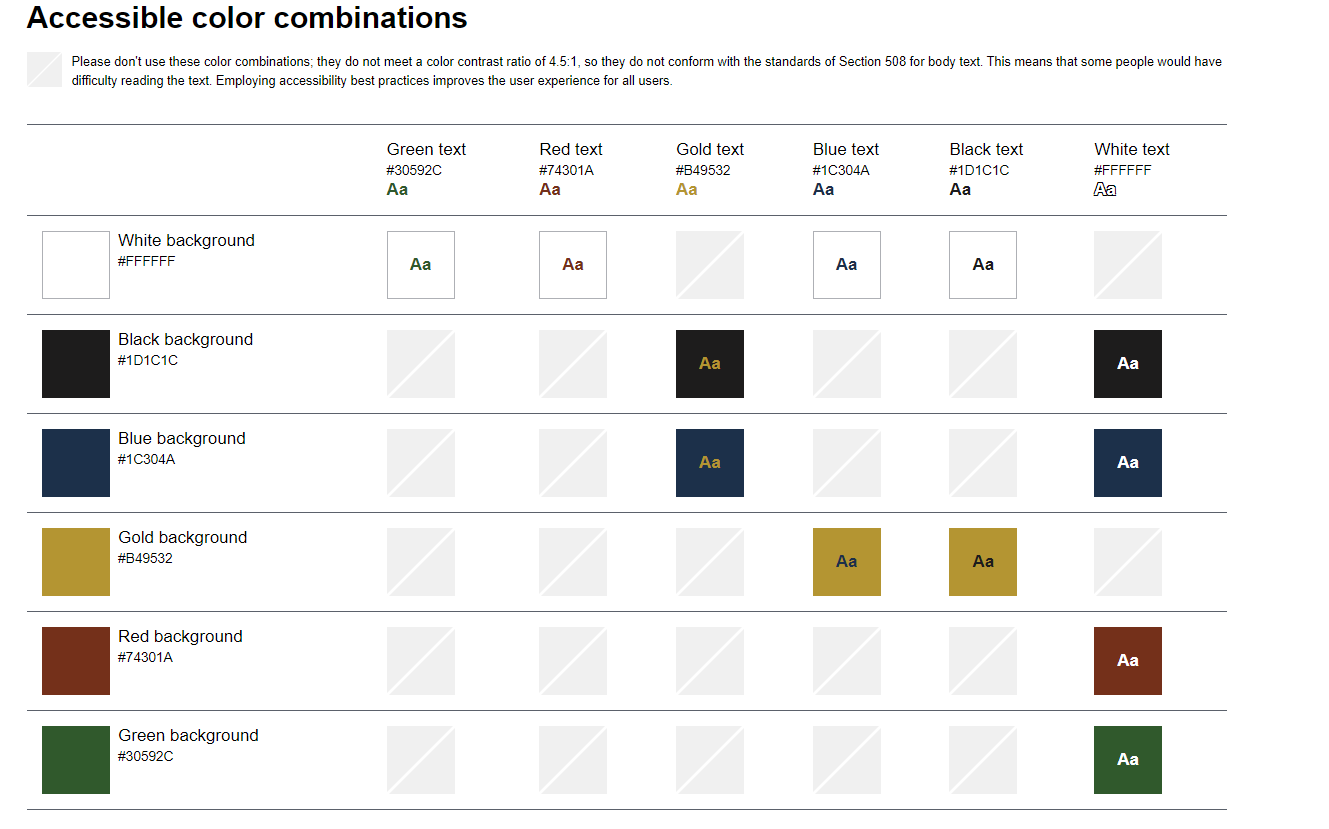 Accessible color combinations
Please don't use these color combinations; they do not meet a color contrast ratio of 4.5:1, so they do not conform with the standards of Section 508 for body text. This means that some people would have
difficulty reading the text. Employing accessibility best practices improves the user experience for all users.
Green text Red text Gold text Blue text Black text White text
#30592C #74301A #B49532 #1C304A #1D1C1C #FFFFFF
Aa Aa Aa Aa Aa Aa
White background
#FFFFFF
Aa Aa Aa Aa
Black background
#1D1C1C
Aa Aa
Blue background
#1C304A
Aa Aa
Gold background
#B49532
Aa Aa
Red background
#74301A
Aa
Green background
#30592C
Aa